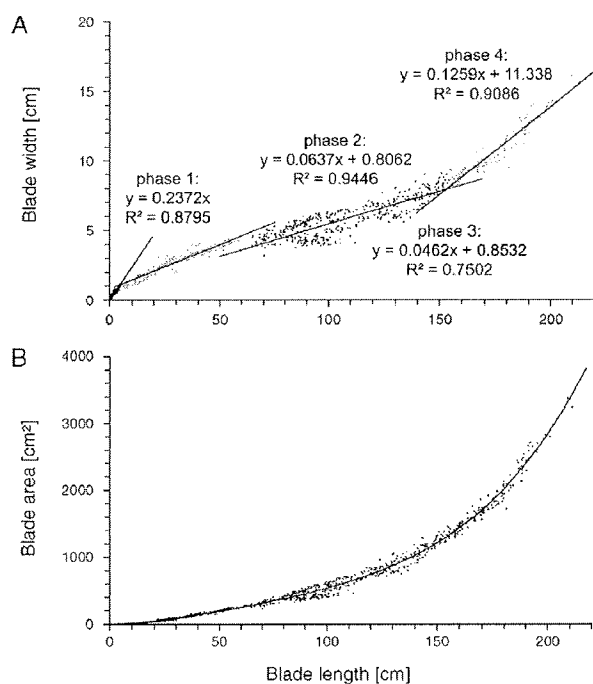 A
20
15
10
5
0
Blade width [cm]
phase 1:
y = 0.2372x
R² = 0.8795
phase 2:
y = 0.0637x + 0.8062
R² = 0.9446
phase 4:
y = 0.1259x + 11.338
R² = 0.9086
phase 3:
y = 0.0462x + 0.8532
R² = 0.7502
0 50 100 150 200
B
4000
3000
2000
1000
0
Blade area [cm²]
0 50 100 150 200
Blade length [cm]